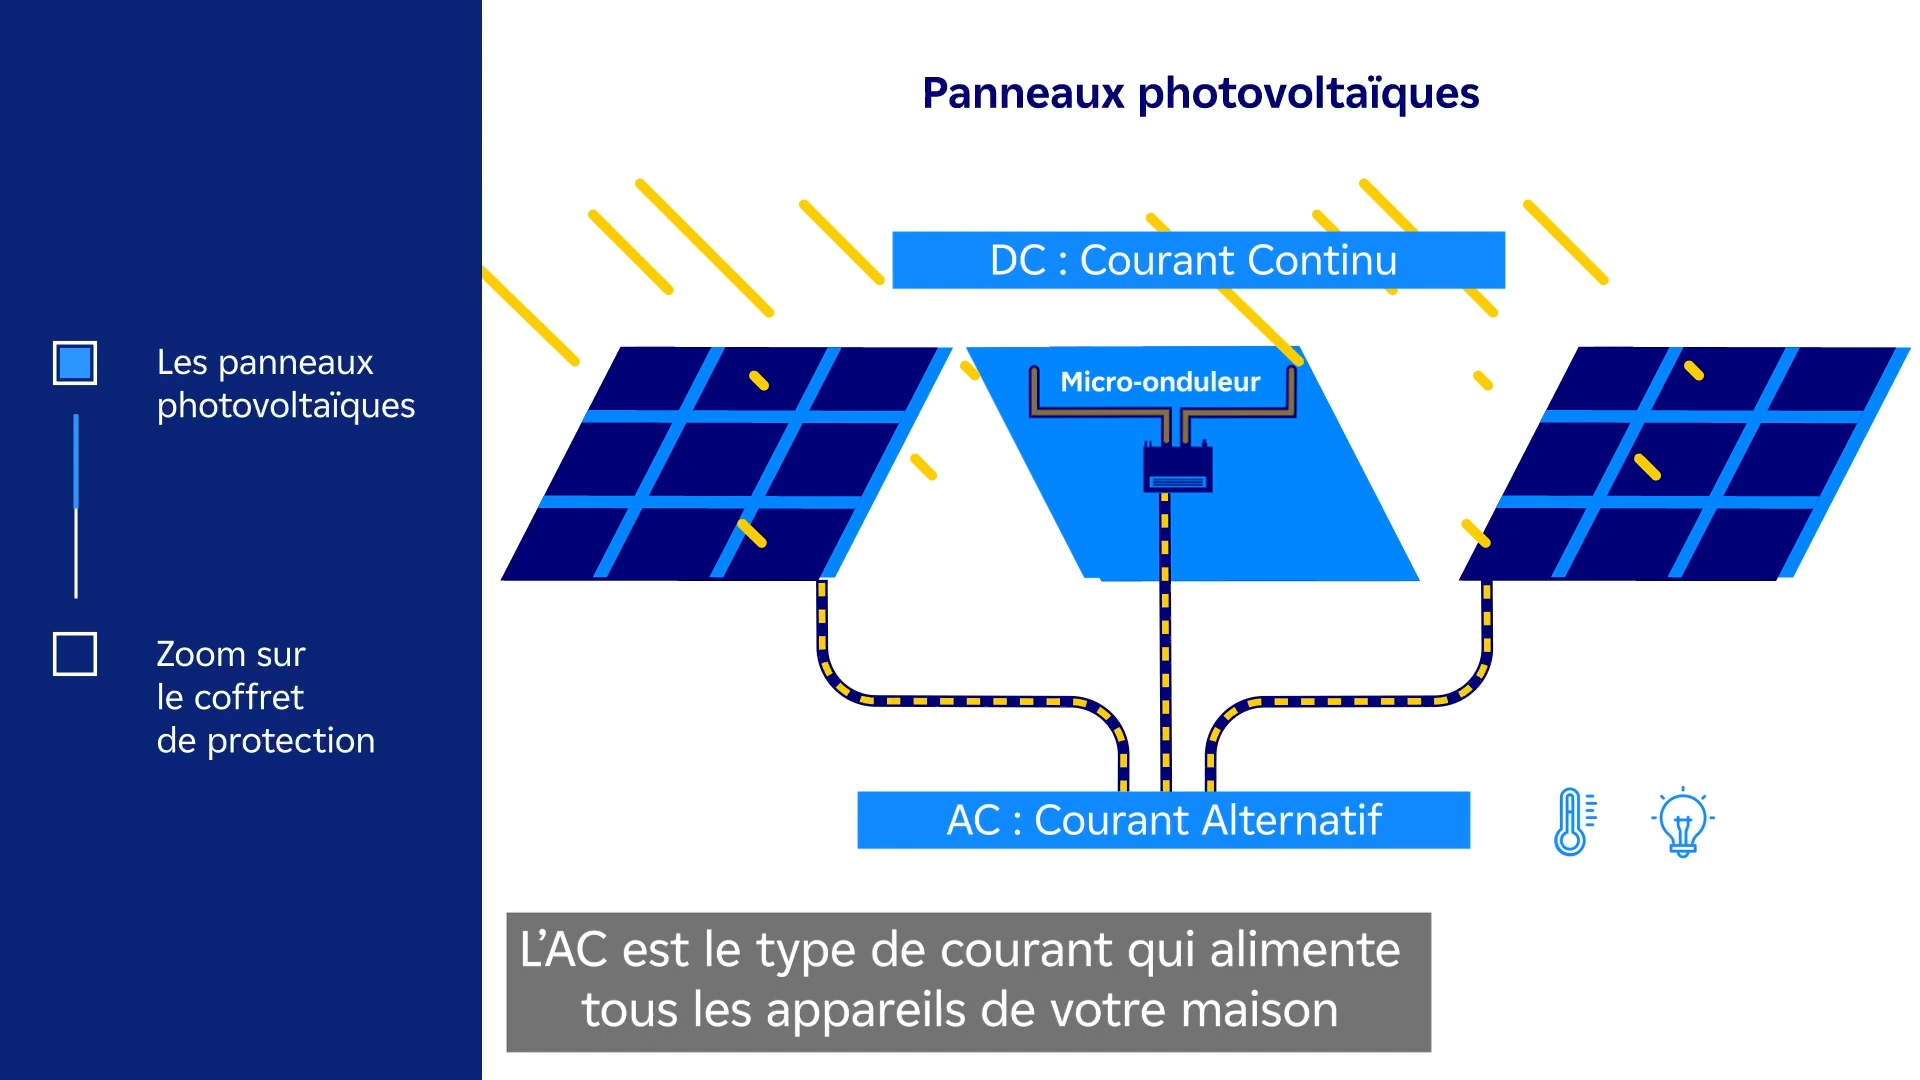 Panneaux photovoltaïques
DC : Courant Continu
Les panneaux
photovoltaïques
Micro-onduleur
Zoom sur
le coffret
de protection
AC : Courant Alternatif
L’AC est le type de courant qui alimente
tous les appareils de votre maison